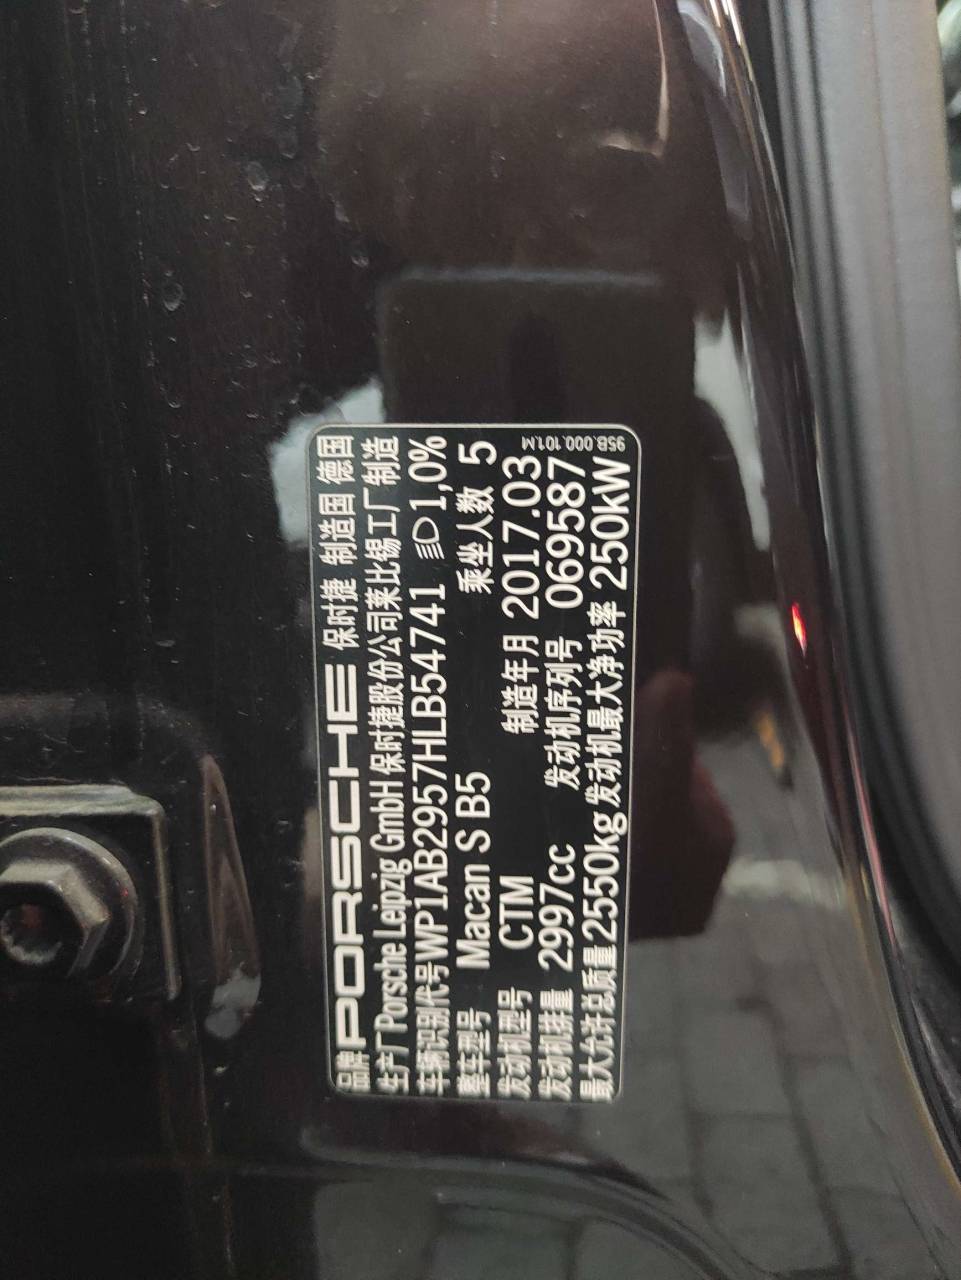 品牌 PORSCHE 保时捷 制造国 德国
生产厂 Porsche Leipzig GmbH 保时捷股份公司莱比锡工厂制造
车辆识别代号 WP1AB2957HLB54741 1,0%
整车型号 Macan S B5 乘坐人数 5
发动机型号 CTM 制造年月 2017.03
发动机排量 2997cc 发动机序列号 069587
最大允许总质量 2550kg 发动机最大净功率 250kW
95B.000.101.M